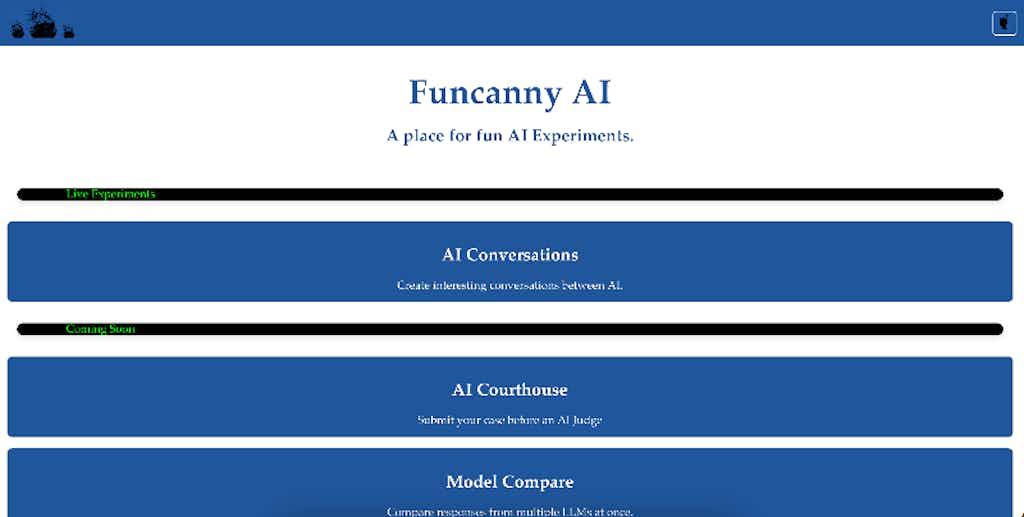 Funcanny AI
A place for fun AI Experiments.
Live Experiments
AI Conversations
Create interesting conversations between AI.
Coming Soon
AI Courthouse
Submit your case before an AI Judge
Model Compare
Compare responses from multiple LLMs at once.